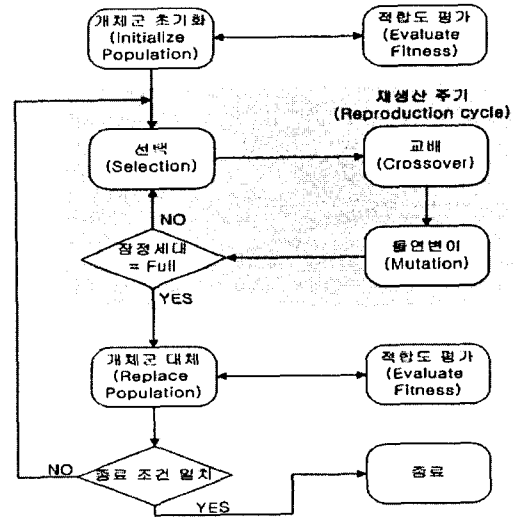 개체군 초기화
(Initialize
Population)
적합도 평가
(Evaluate
Fitness)
재생산 주기
(Reproduction cycle)
선택
(Selection)
교배
(Crossover)
NO
잠정세대
= Full
돌연변이
(Mutation)
YES
개체군 대체
(Replace
Population)
적합도 평가
(Evaluate
Fitness)
NO
종료 조건 일치
YES
종료